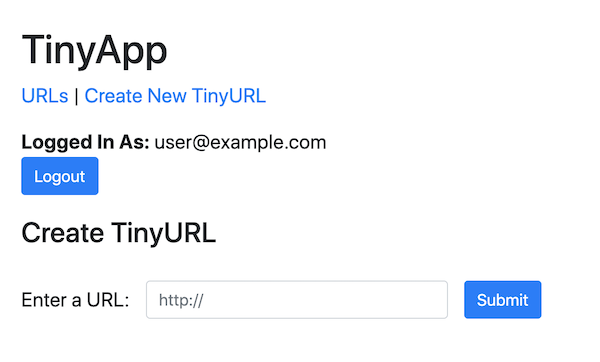 TinyApp
URLs | Create New TinyURL
Logged In As: user@example.com
Logout
Create TinyURL
Enter a URL: http:// Submit